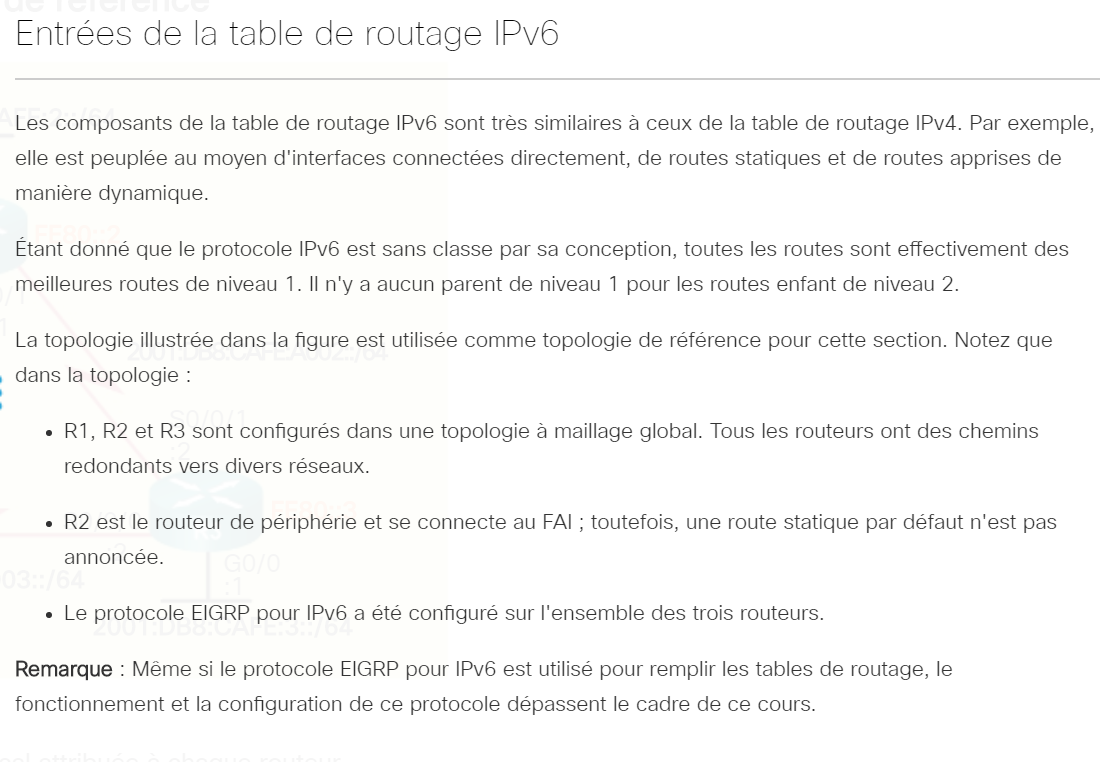 Entrées de la table de routage IPv6
Les composants de la table de routage IPv6 sont très similaires à ceux de la table de routage IPv4. Par exemple,
elle est peuplée au moyen d'interfaces connectées directement, de routes statiques et de routes apprises de
manière dynamique.
Étant donné que le protocole IPv6 est sans classe par sa conception, toutes les routes sont effectivement des
meilleures routes de niveau 1. Il n'y a aucun parent de niveau 1 pour les routes enfant de niveau 2.
La topologie illustrée dans la figure est utilisée comme topologie de référence pour cette section. Notez que
dans la topologie :
• R1, R2 et R3 sont configurés dans une topologie à maillage global. Tous les routeurs ont des chemins
redondants vers divers réseaux.
• R2 est le routeur de périphérie et se connecte au FAI ; toutefois, une route statique par défaut n'est pas
annoncée.
• Le protocole EIGRP pour IPv6 a été configuré sur l'ensemble des trois routeurs.
Remarque : Même si le protocole EIGRP pour IPv6 est utilisé pour remplir les tables de routage, le
fonctionnement et la configuration de ce protocole dépassent le cadre de ce cours.